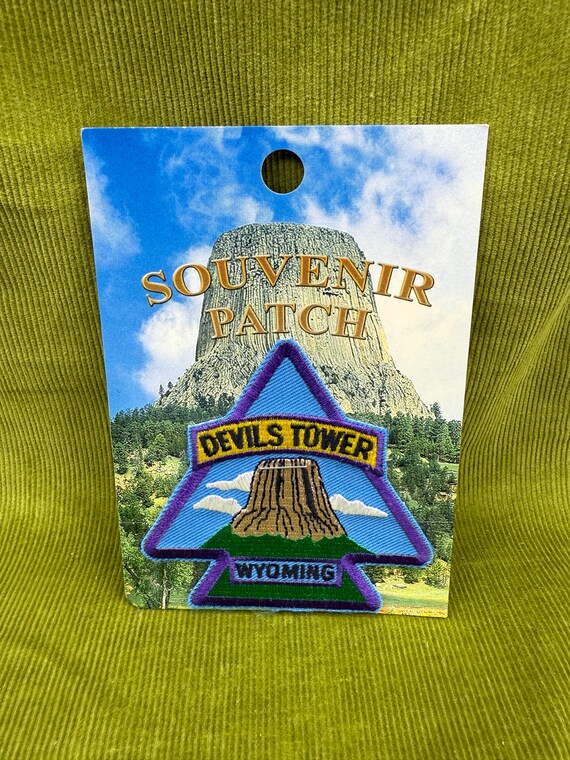 SOUVENIR
PATCH
DEVILS TOWER
WYOMING